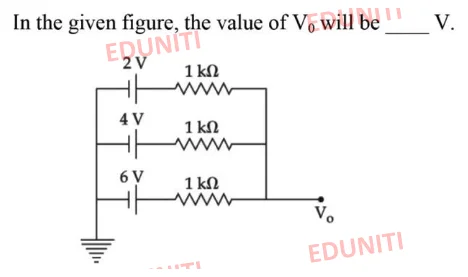 In the given figure, the value of V₀ will be ____ V.
EDUNITI
EDUNITI
2 V
1 kΩ
4 V
1 kΩ
6 V
1 kΩ
V₀
EDUNITI